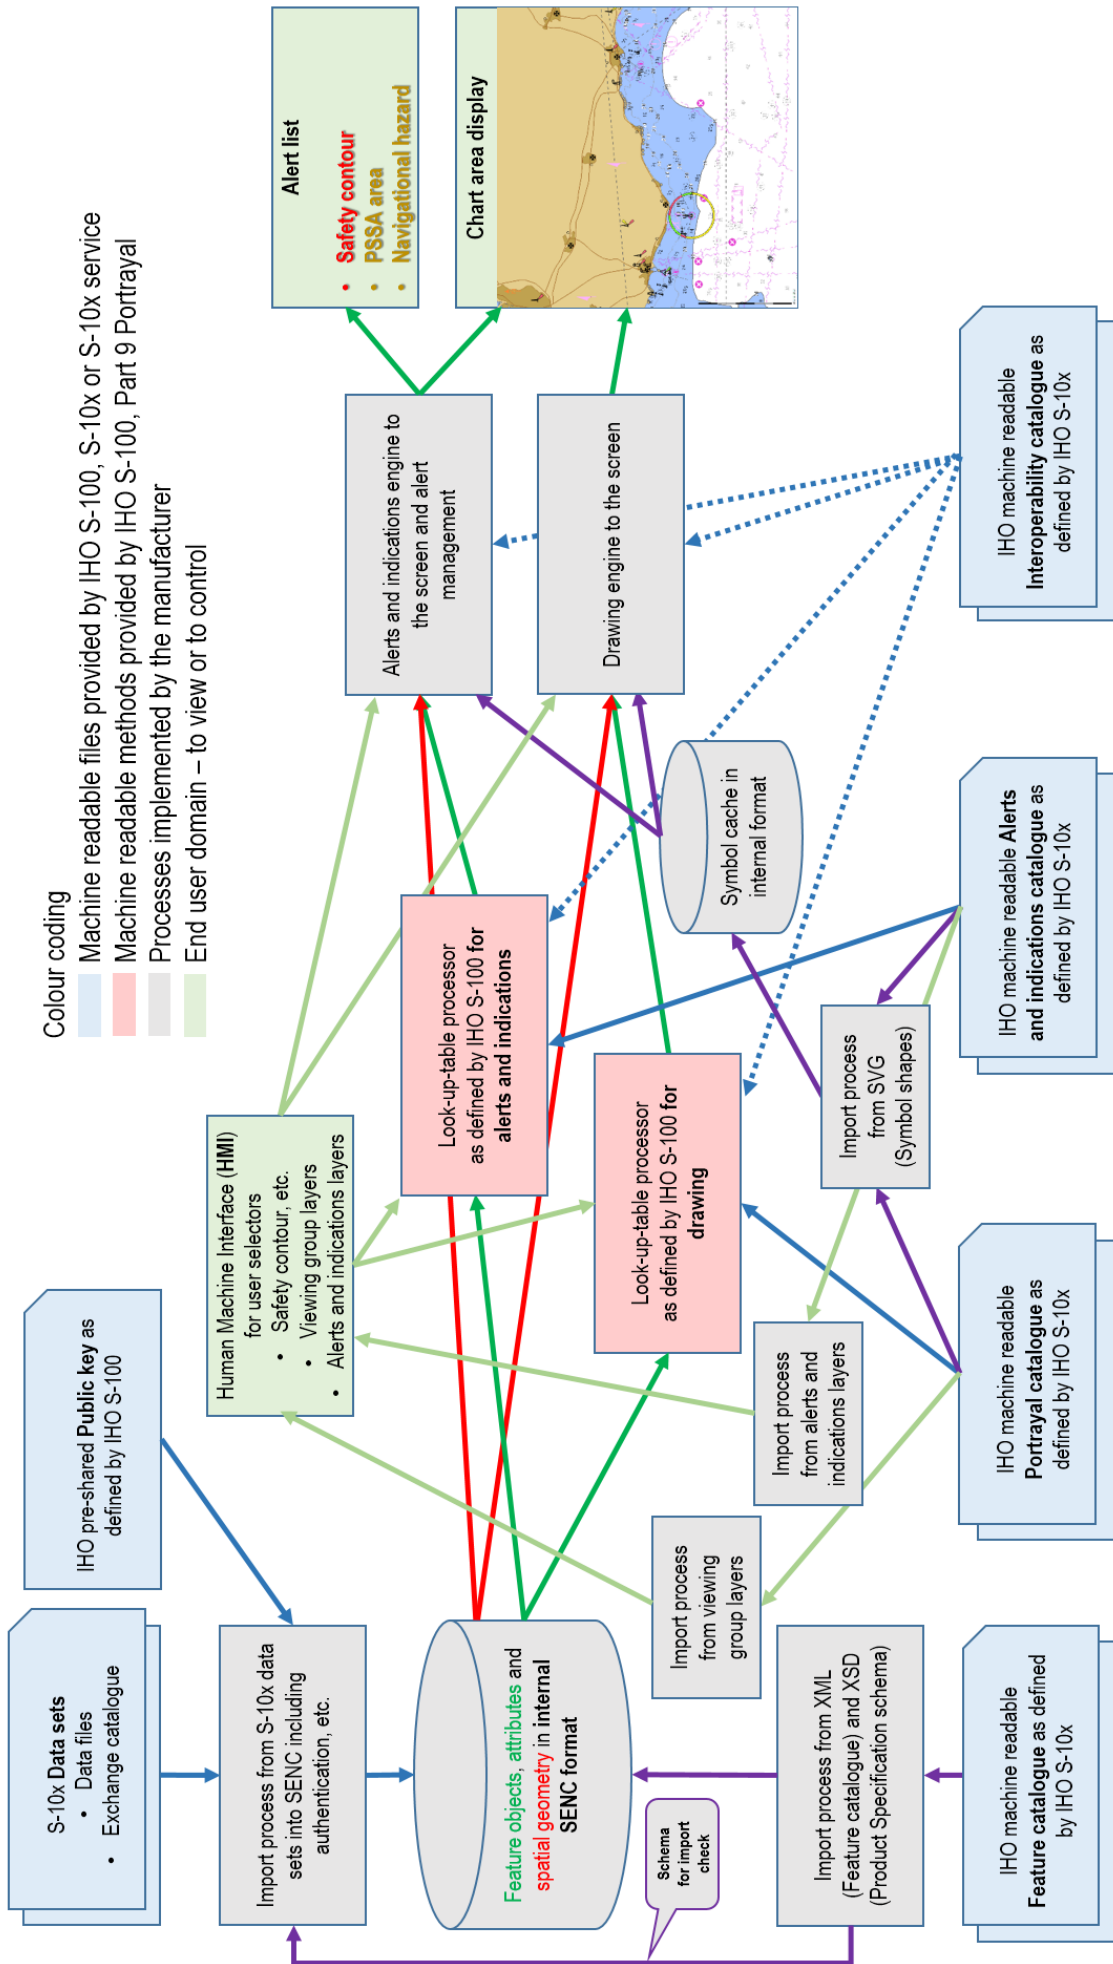 Colour coding
Machine readable files provided by IHO S-100, S-10x or S-10x service
Machine readable methods provided by IHO S-100, Part 9 Portrayal
Processes implemented by the manufacturer
End user domain – to view or to control
S-10x Data sets
• Data files
• Exchange catalogue
IHO pre-shared Public key as
defined by IHO S-100
Import process from S-10x data
sets into SENC including
authentication, etc.
Human Machine Interface (HMI)
for user selectors
• Safety contour, etc.
• Viewing group layers
• Alerts and indications layers
Alert list
• Safety contour
• PSSA area
• Navigational hazard
Alerts and indications engine to
the screen and alert
management
Chart area display
Feature objects, attributes and
spatial geometry in internal
SENC format
Look-up-table processor
as defined by IHO S-100 for
alerts and indications
Drawing engine to the screen
Look-up-table processor
as defined by IHO S-100 for
drawing
Schema
for import
check
Import process
from viewing
group layers
Import process
from alerts and
indications layers
Symbol cache in
internal format
Import process from XML
(Feature catalogue) and XSD
(Product Specification schema)
Import process
from SVG
(Symbol shapes)
IHO machine readable
Feature catalogue as defined
by IHO S-10x
IHO machine readable
Portrayal catalogue as
defined by IHO S-10x
IHO machine readable Alerts
and indications catalogue as
defined by IHO S-10x
IHO machine readable
Interoperability catalogue as
defined by IHO S-10x